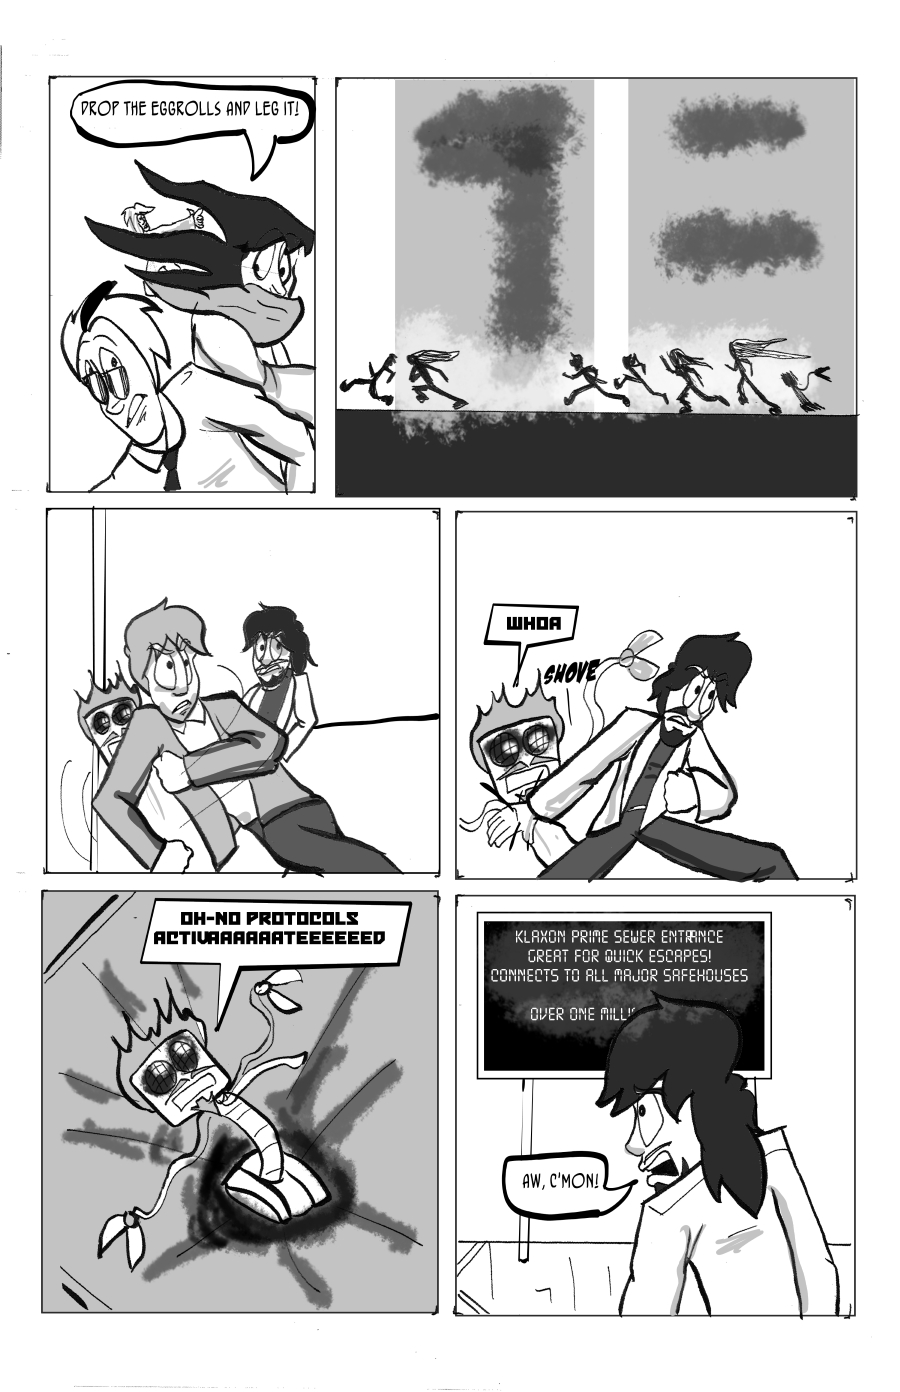 DROP THE EGGROLLS AND LEG IT!
WHOA
SHOVE
OH-NO PROTOCOLS
ACTIVAAAAAATEEEEEED
KLAXON PRIME SEWER ENTRANCE
GREAT FOR QUICK ESCAPES!
CONNECTS TO ALL MAJOR SAFEHOUSES
OVER ONE MILLI
AW, C'MON!